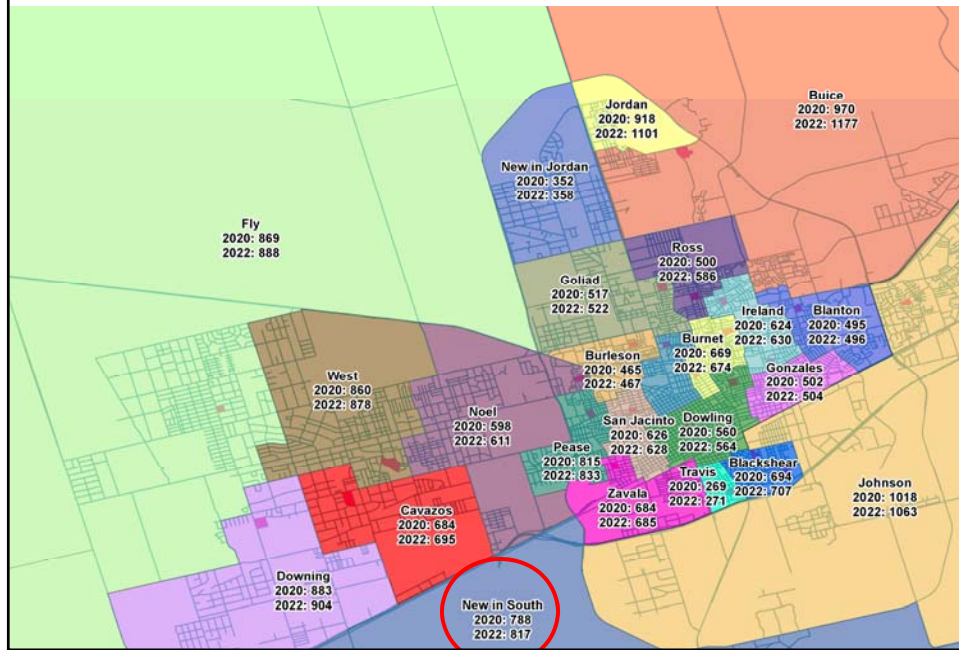 Buice
2020: 970
2022: 1177
Jordan
2020: 918
2022: 1101
New in Jordan
2020: 352
2022: 358
Fly
2020: 869
2022: 888
Ross
2020: 500
2022: 586
Goliad
2020: 517
2022: 522
Ireland
2020: 624
2022: 630
Blanton
2020: 495
2022: 496
Burnet
2020: 669
2022: 674
Burleson
2020: 465
2022: 467
Gonzales
2020: 502
2022: 504
West
2020: 860
2022: 878
Noel
2020: 598
2022: 611
San Jacinto
2020: 626
2022: 628
Dowling
2020: 560
2022: 564
Pease
2020: 815
2022: 833
Travis
2020: 269
2022: 271
Blackshear
2020: 694
2022: 707
Johnson
2020: 1018
2022: 1063
Zavala
2020: 684
2022: 685
Cavazos
2020: 684
2022: 695
Downing
2020: 883
2022: 904
New in South
2020: 788
2022: 817